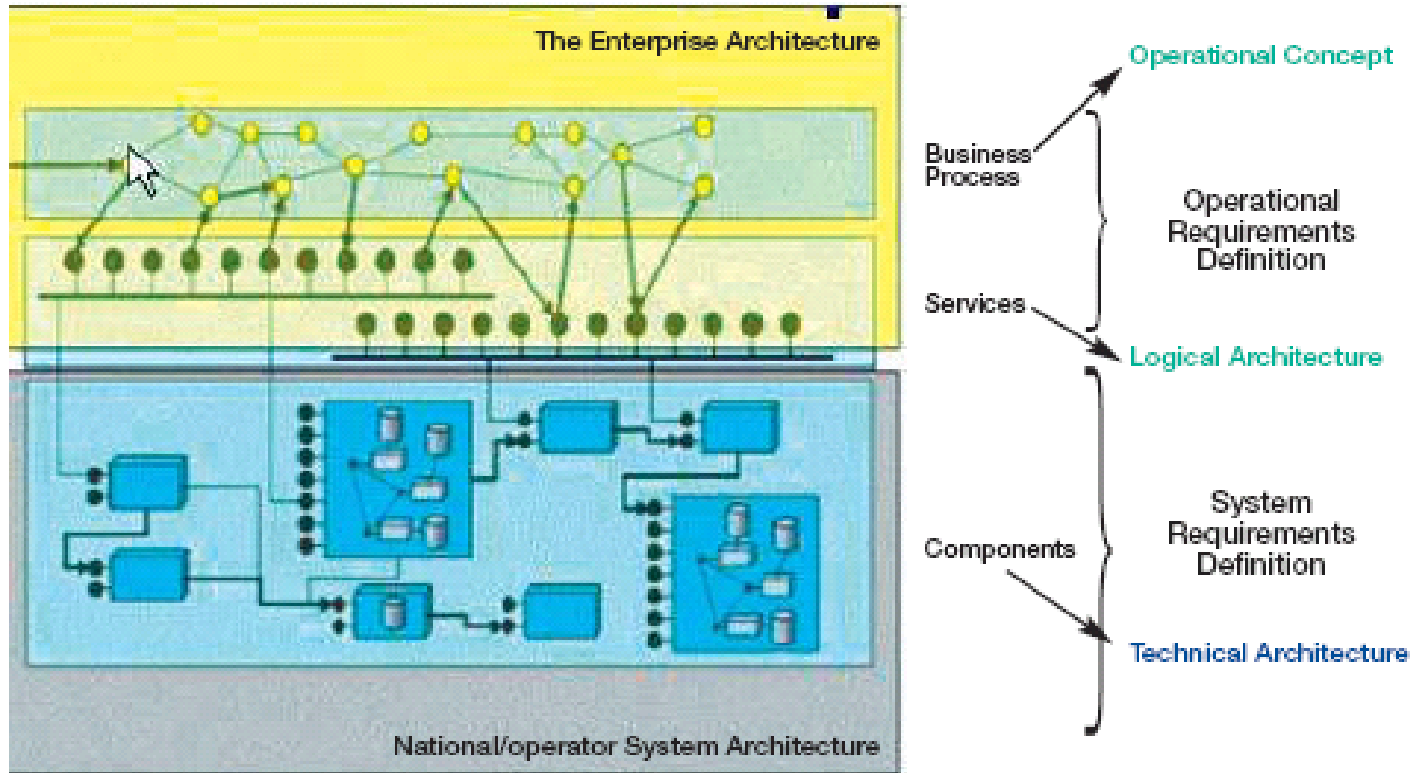 The Enterprise Architecture
Operational Concept
Business
Process
Operational
Requirements
Definition
Services
Logical Architecture
System
Requirements
Definition
Components
Technical Architecture
National/operator System Architecture